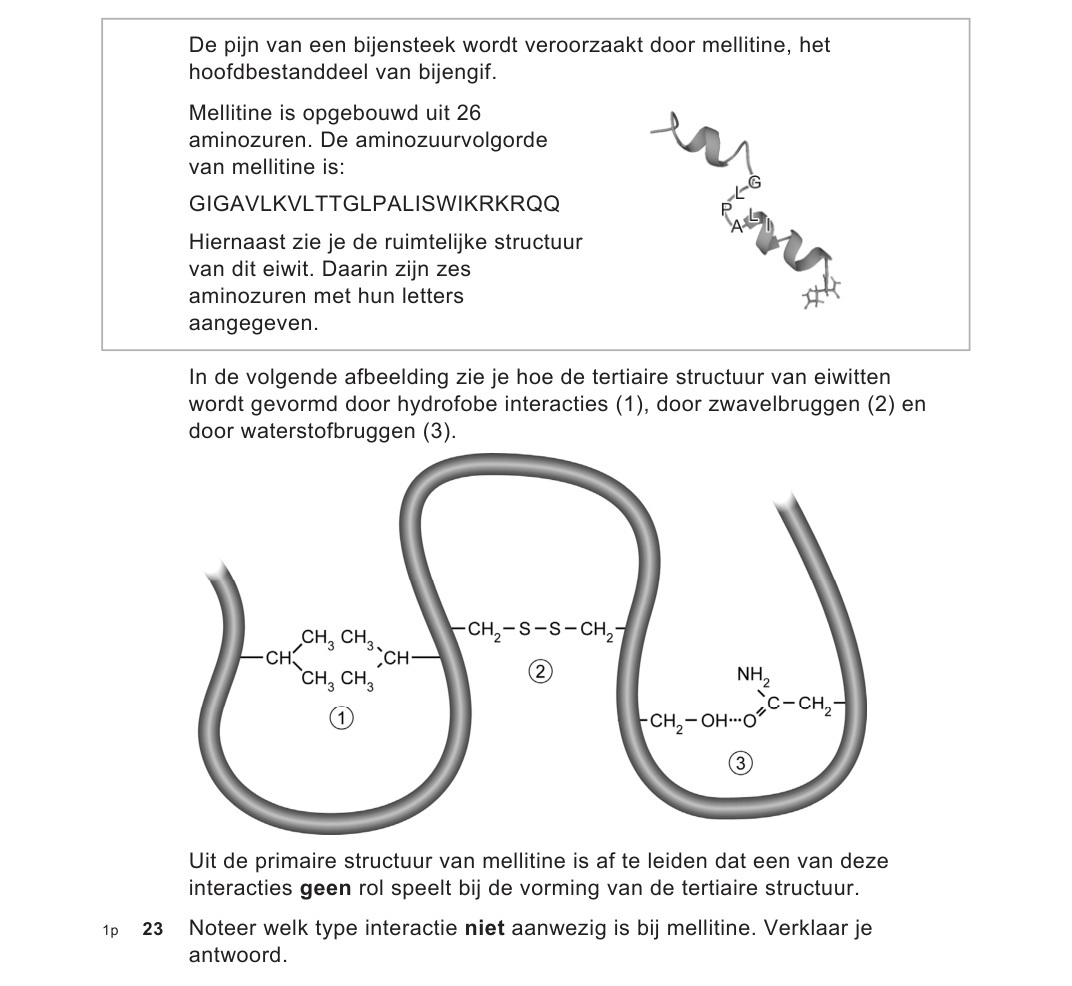 De pijn van een bijensteek wordt veroorzaakt door mellitine, het
hoofdbestanddeel van bijengif.
Mellitine is opgebouwd uit 26
aminozuren. De aminozuurvolgorde
van mellitine is:
GIGAVLKVLTTGLPALISWIKRKRQQ
Hiernaast zie je de ruimtelijke structuur
van dit eiwit. Daarin zijn zes
aminozuren met hun letters
aangegeven.
G
L
P
A
L
I
In de volgende afbeelding zie je hoe de tertiaire structuur van eiwitten
wordt gevormd door hydrofobe interacties (1), door zwavelbruggen (2) en
door waterstofbruggen (3).
CH2–S–S–CH2
2
CH3 CH3
CH CH
CH3 CH3
1
NH2
C–CH2
CH2–OH···O
3
Uit de primaire structuur van mellitine is af te leiden dat een van deze
interacties geen rol speelt bij de vorming van de tertiaire structuur.
1p 23 Noteer welk type interactie niet aanwezig is bij mellitine. Verklaar je
antwoord.